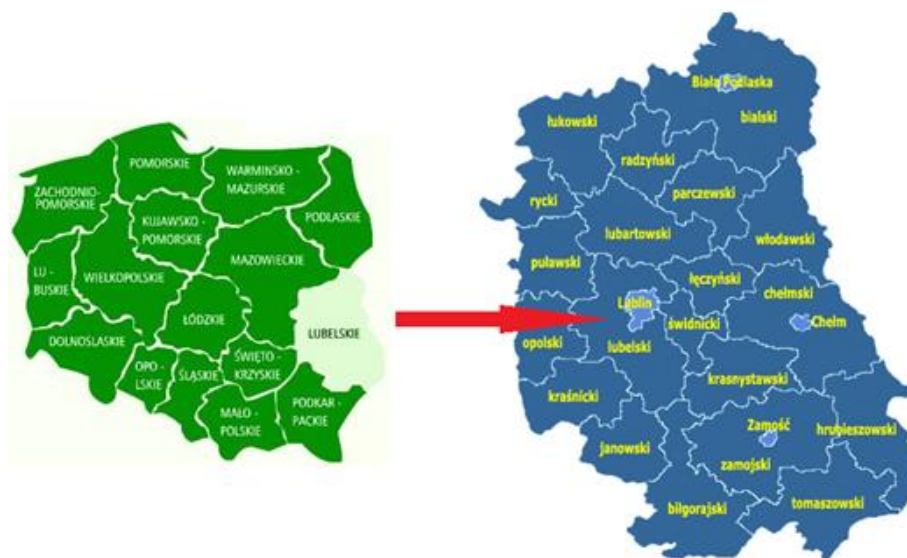 POMORSKIE
WARMIŃSKO-
MAZURSKIE
ZACHODNIO-
POMORSKIE
PODLASKIE
KUJAWSKO -
POMORSKIE
MAZOWIECKIE
LU -
BUSKIE
WIELKOPOLSKIE
ŁÓDZKIE
LUBELSKIE
DOLNOSLASKIE
OPO -
LSKIE
ŚLĄSKIE
ŚWIĘTO -
KRZYSKIE
MAŁO -
POLSKIE
PODKAR -
PACKIE
Biała Podlaska
bialski
łukowski
radzyński
parczewski
rycki
lubartowski
włodawski
puławski
łęczyński
chełmski
Lublin
świdnicki
Chełm
opolski
lubelski
krasnystawski
kraśnicki
Zamość
hrubieszowski
janowski
zamojski
biłgorajski
tomaszowski